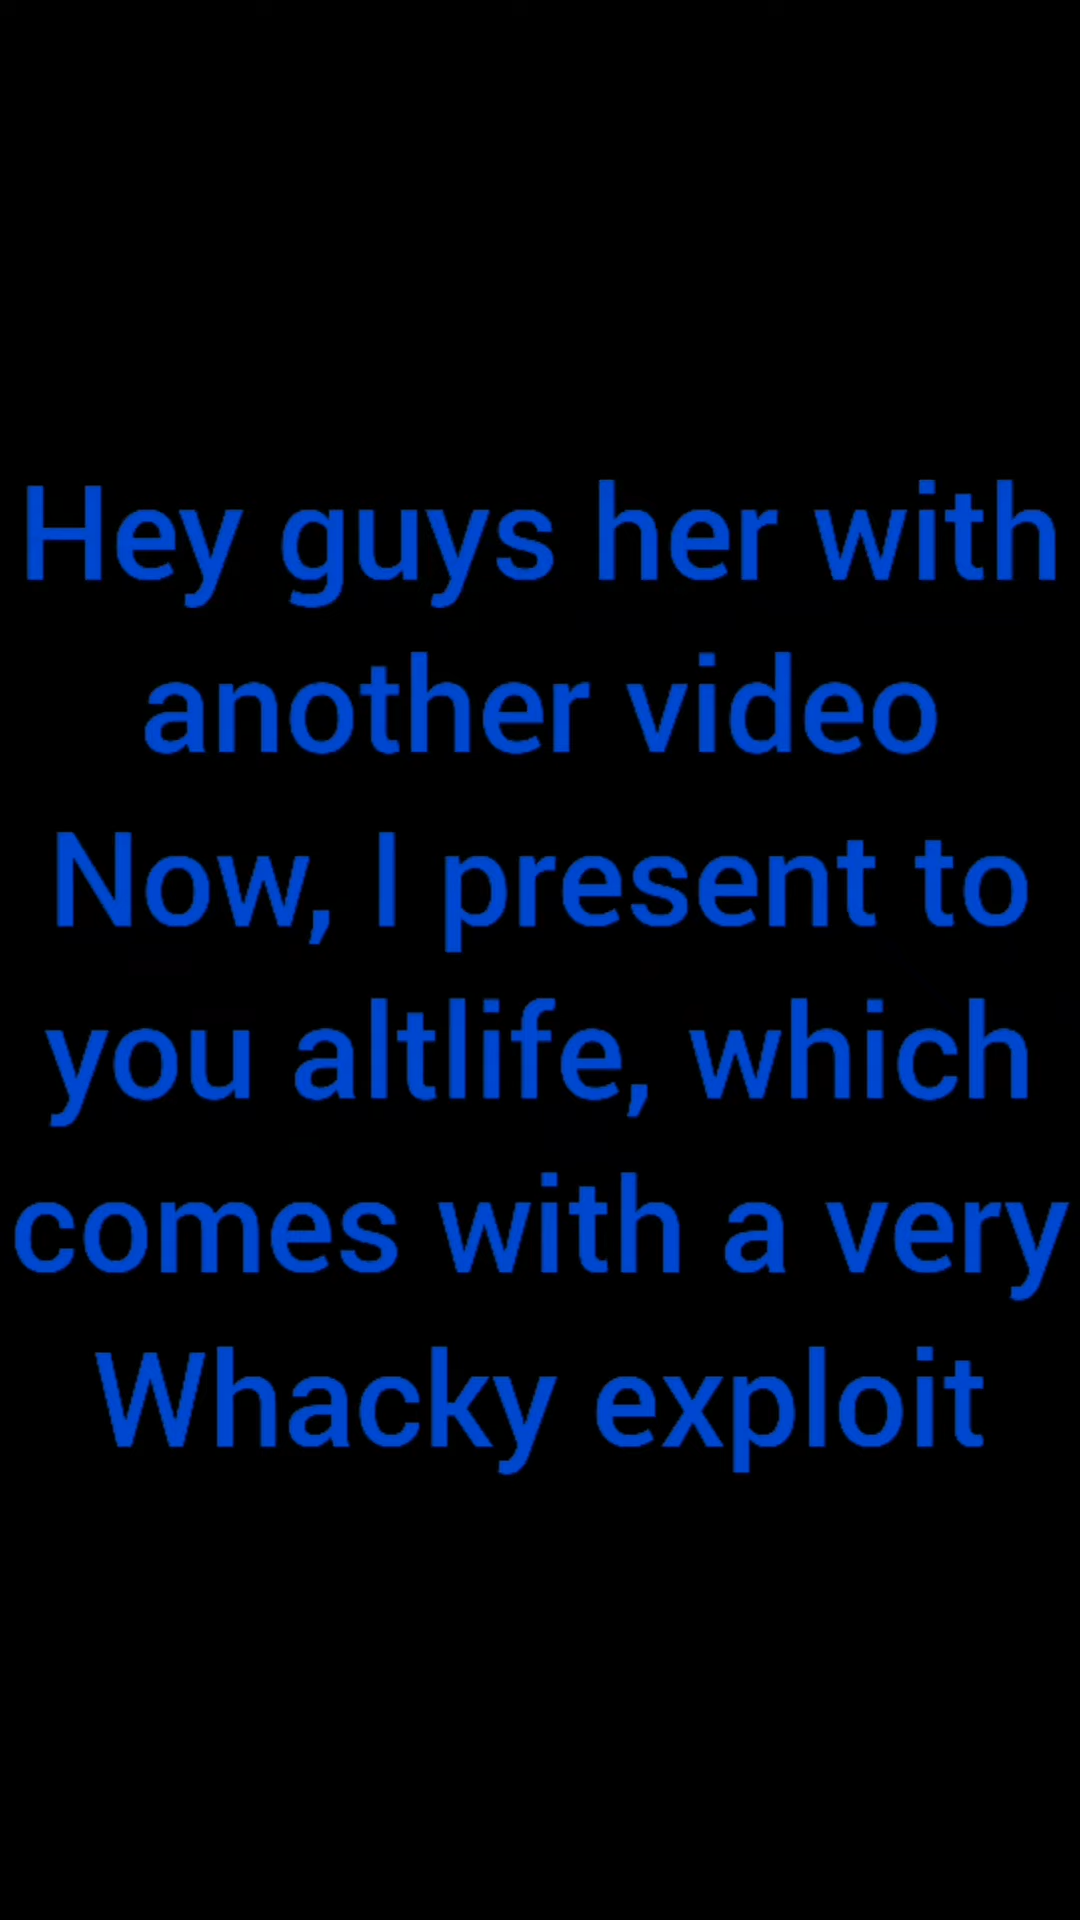 Hey guys her with
another video
Now, I present to
you altlife, which
comes with a very
Whacky exploit